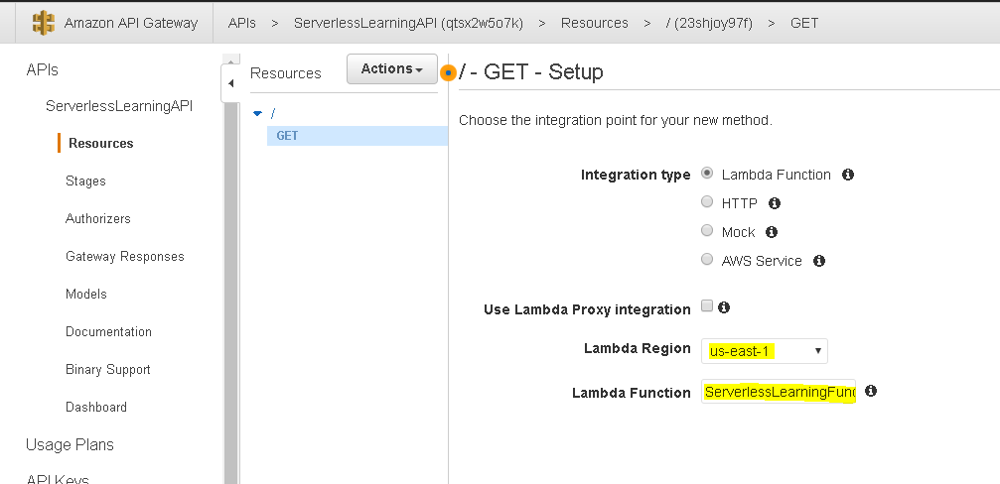 Amazon API Gateway APIs > ServerlessLearningAPI (qtsx2w5o7k) > Resources > / (23shjoy97f) > GET
APIs
ServerlessLearningAPI
Resources
Stages
Authorizers
Gateway Responses
Models
Documentation
Binary Support
Dashboard
Usage Plans
API Keys
Resources
Actions
/
GET
/ - GET - Setup
Choose the integration point for your new method.
Integration type Lambda Function
HTTP
Mock
AWS Service
Use Lambda Proxy integration
Lambda Region us-east-1
Lambda Function ServerlessLearningFunc